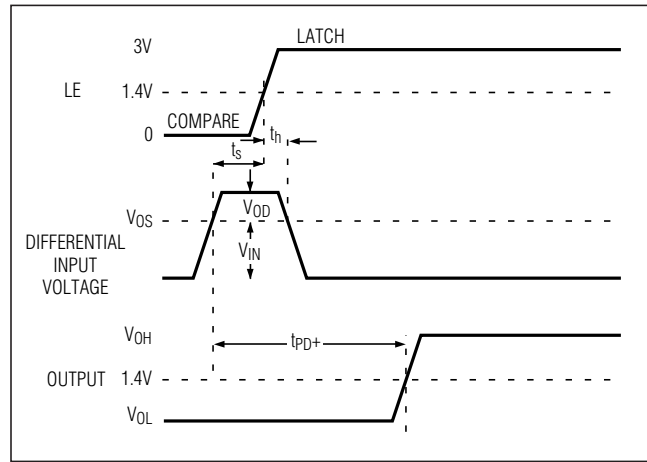 3V
LATCH
LE
1.4V
0
COMPARE
th
ts
VOS
VOD
VIN
DIFFERENTIAL
INPUT
VOLTAGE
VOH
tPD+
OUTPUT
1.4V
VOL